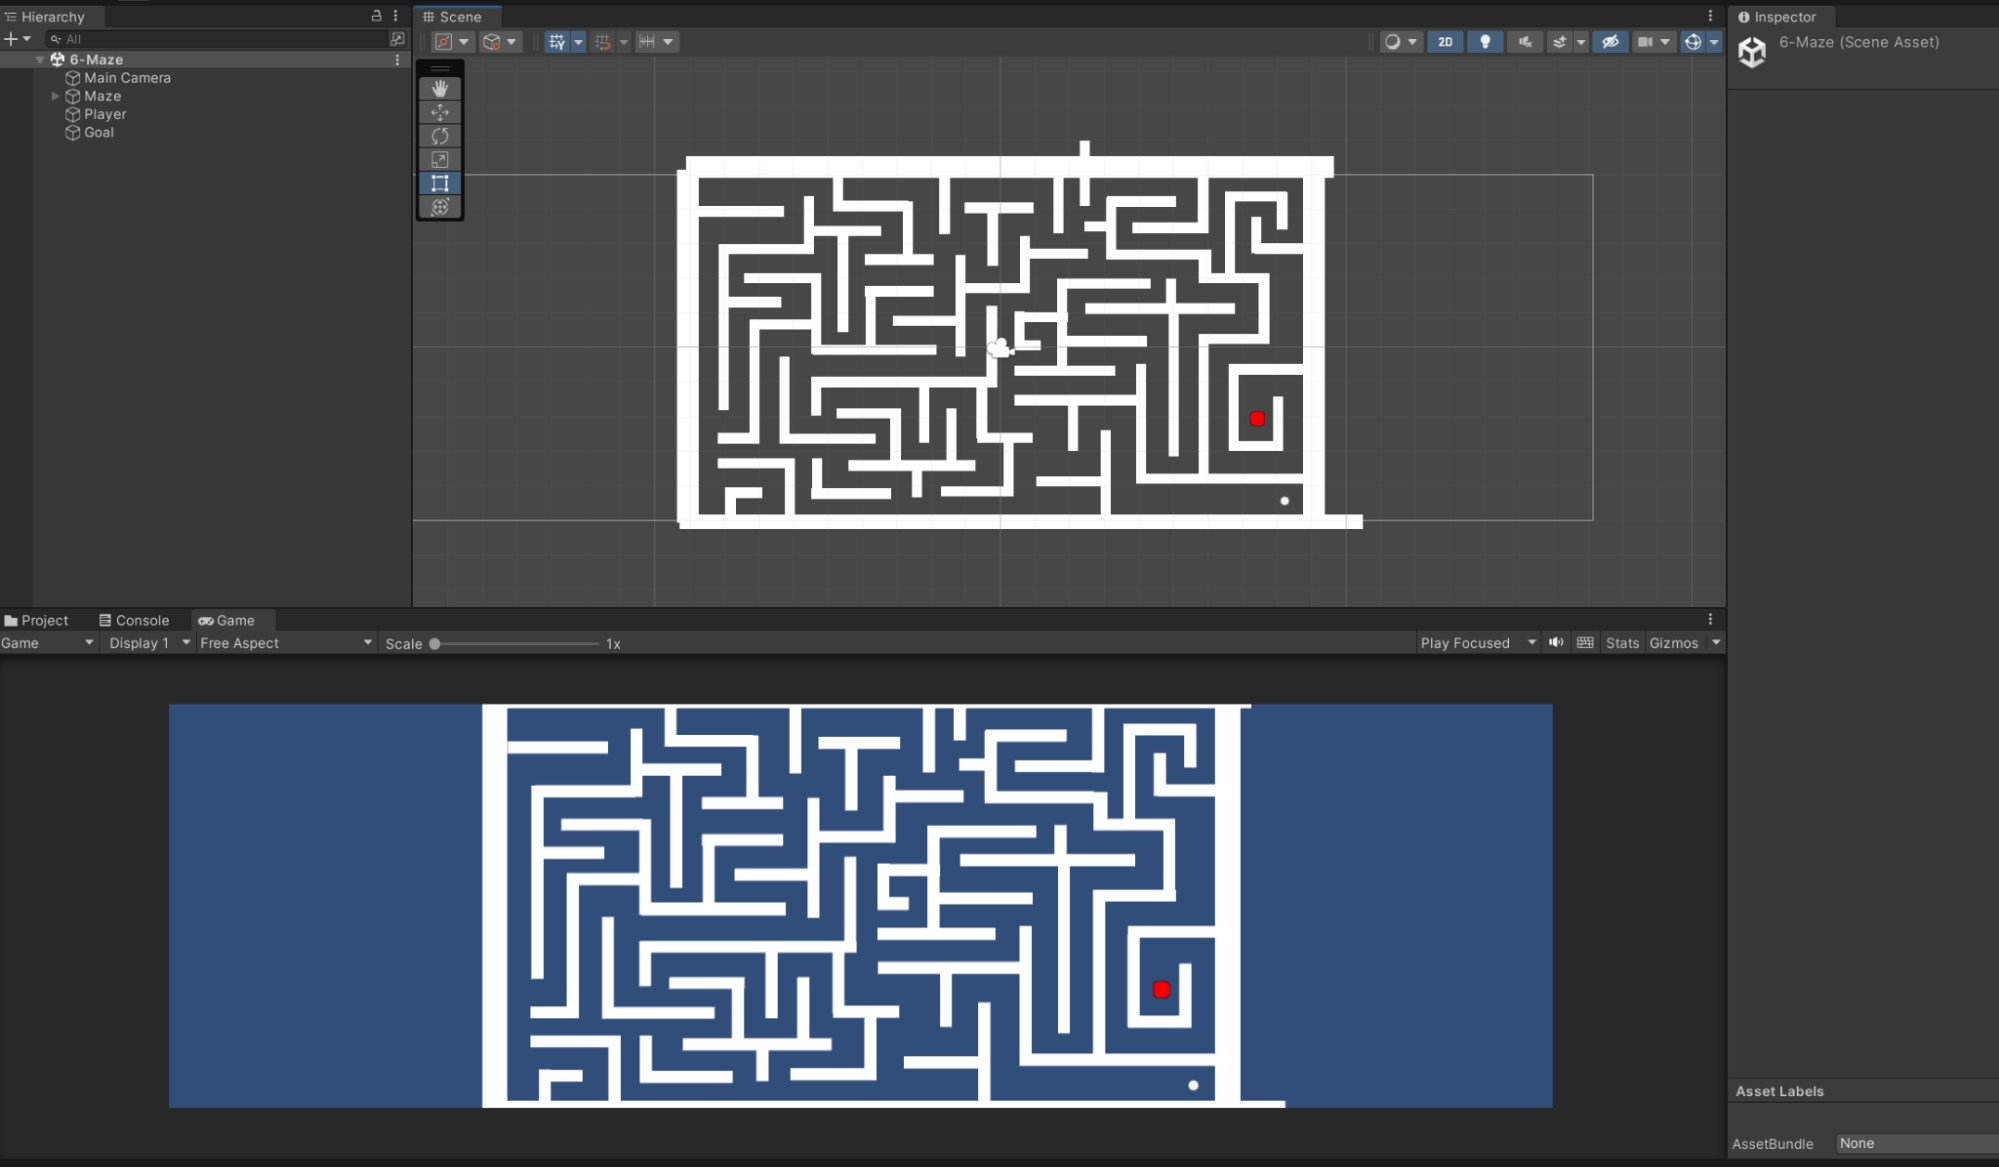 Hierarchy
All
6-Maze
Main Camera
Maze
Player
Goal
Scene
2D
Inspector
6-Maze (Scene Asset)
Project
Console
Game
Game
Display 1
Free Aspect
Scale
1x
Play Focused
Stats
Gizmos
Asset Labels
AssetBundle
None